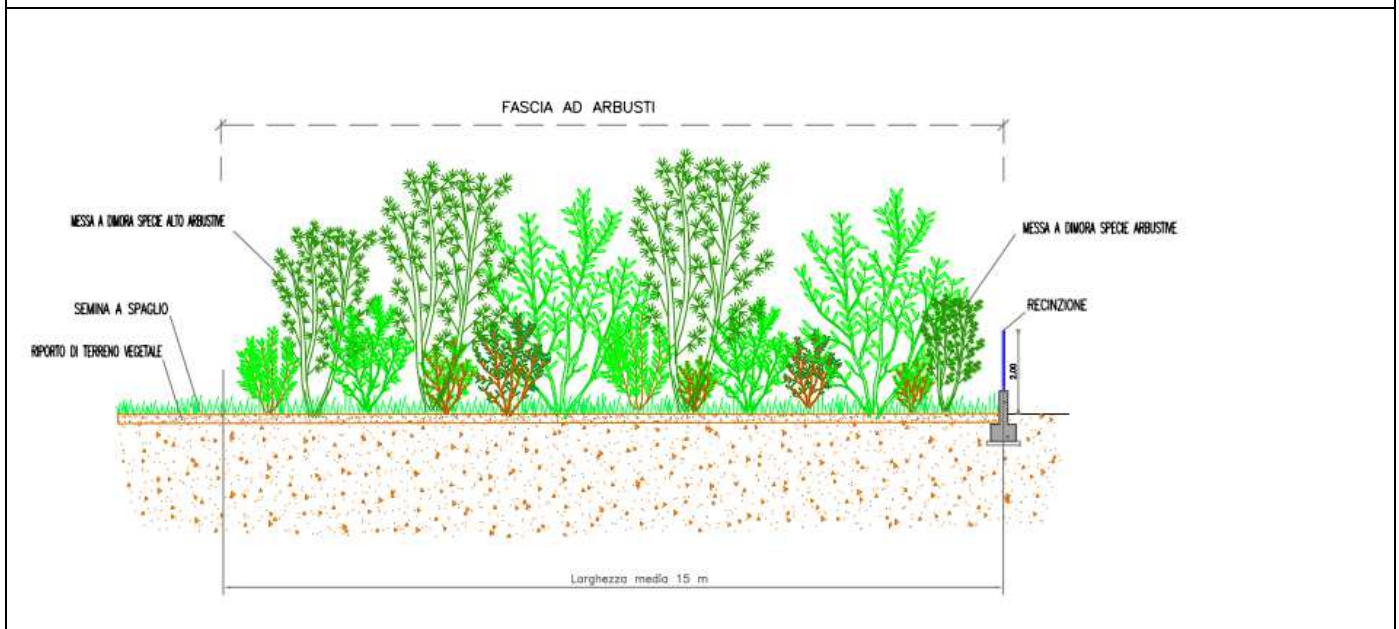 FASCIA AD ARBUSTI
MESSA A DIMORA SPECIE ALTO ARBUSTIVE
MESSA A DIMORA SPECIE ARBUSTIVE
SEMINA A SPAGLIO
RECINZIONE
RIPORTO DI TERRENO VEGETALE
2,00
Larghezza media 15 m